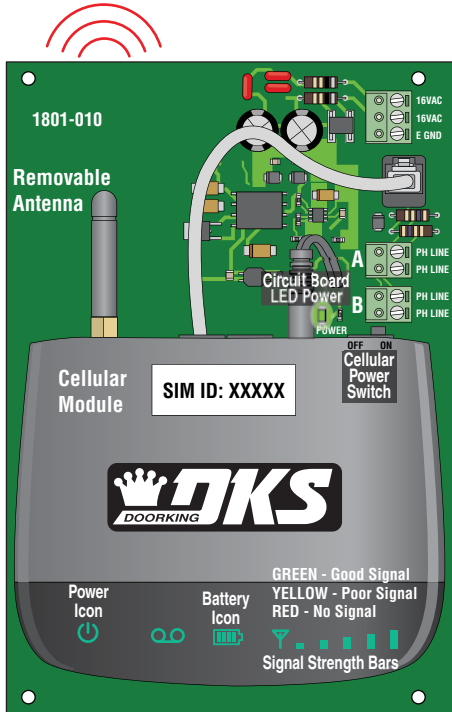 16VAC
16VAC
E GND
1801-010
Removable
Antenna
A
PH LINE
PH LINE
Circuit Board
LED Power
B
PH LINE
PH LINE
POWER
OFF ON
Cellular
Power
Switch
Cellular
Module
SIM ID: XXXXX
DKS
DOORKING
GREEN - Good Signal
YELLOW - Poor Signal
RED - No Signal
Power
Icon
Battery
Icon
Signal Strength Bars